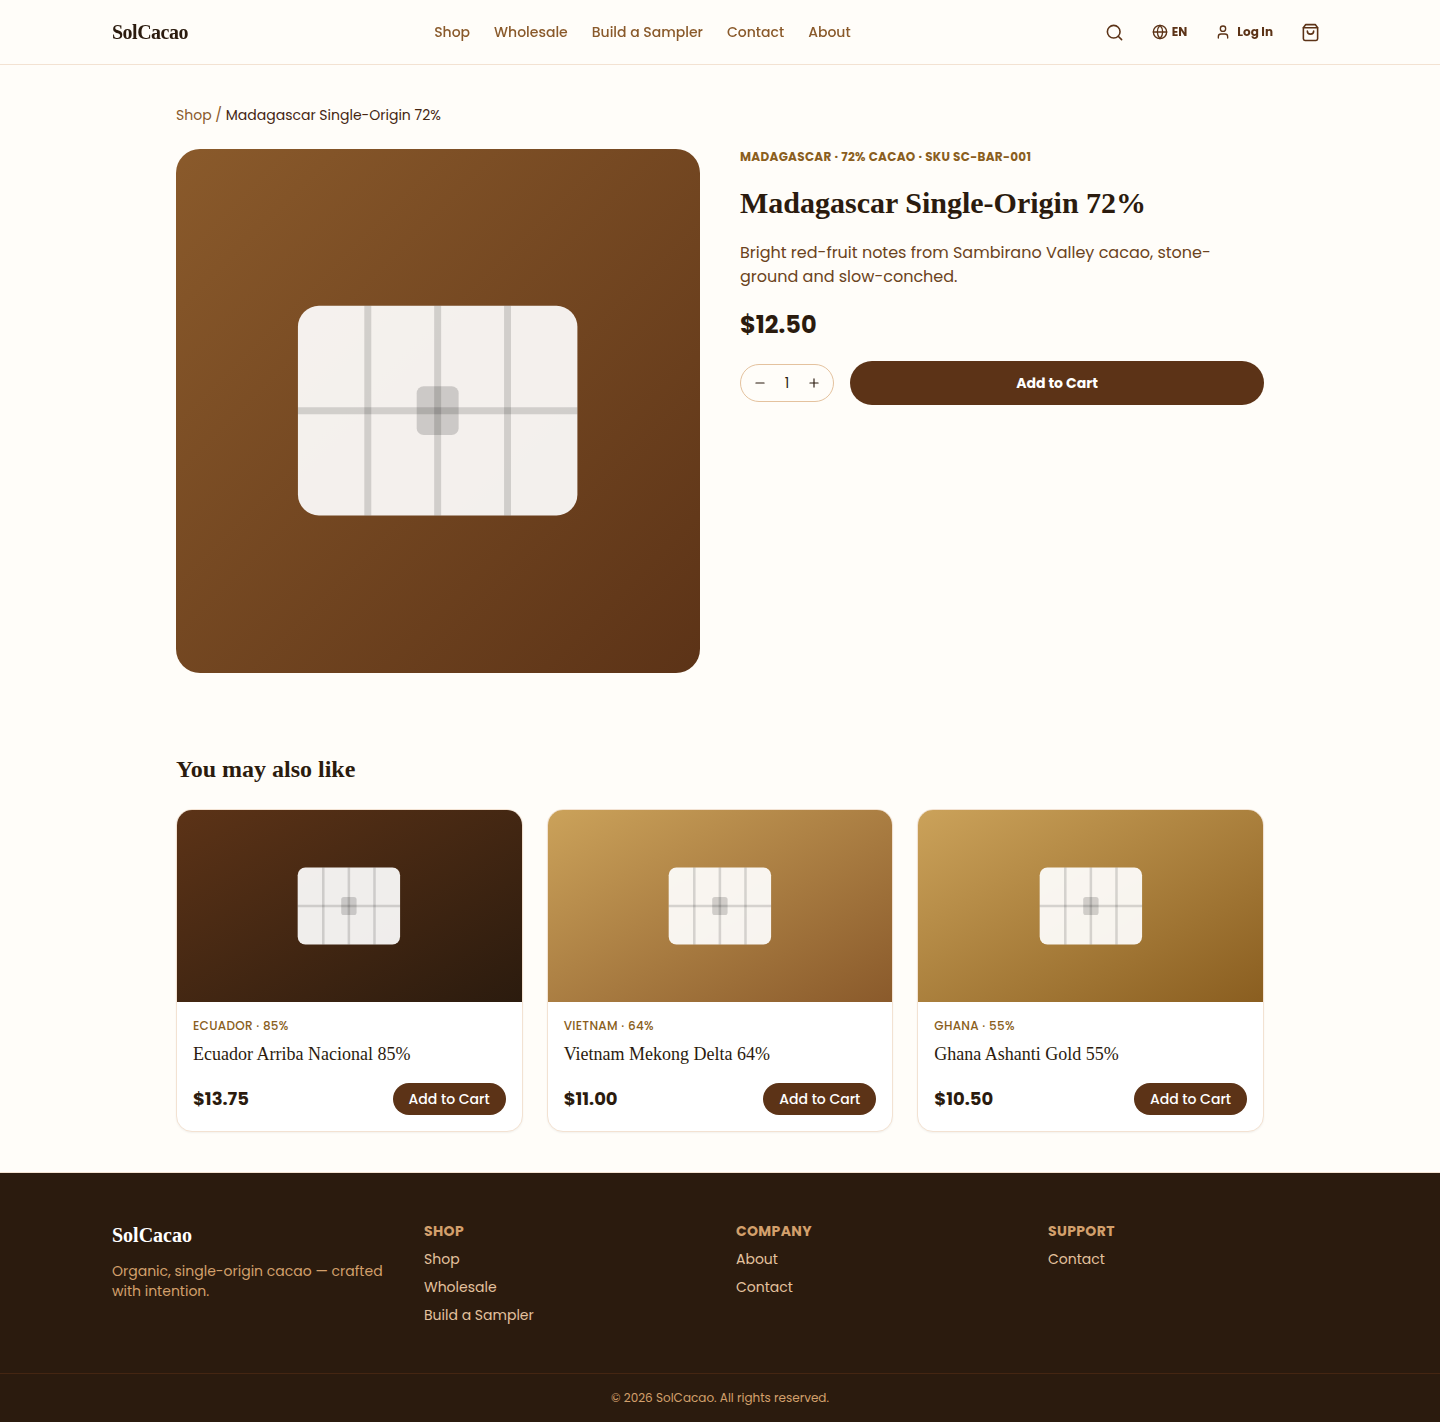 SolCacao
Shop
Wholesale
Build a Sampler
Contact
About
EN
Log In
Shop / Madagascar Single-Origin 72%
MADAGASCAR · 72% CACAO · SKU SC-BAR-001
Madagascar Single-Origin 72%
Bright red-fruit notes from Sambirano Valley cacao, stone-
ground and slow-conched.
$12.50
− 1 +
Add to Cart
You may also like
ECUADOR · 85%
Ecuador Arriba Nacional 85%
$13.75
Add to Cart
VIETNAM · 64%
Vietnam Mekong Delta 64%
$11.00
Add to Cart
GHANA · 55%
Ghana Ashanti Gold 55%
$10.50
Add to Cart
SolCacao
Organic, single-origin cacao — crafted
with intention.
SHOP
Shop
Wholesale
Build a Sampler
COMPANY
About
Contact
SUPPORT
Contact
© 2026 SolCacao. All rights reserved.